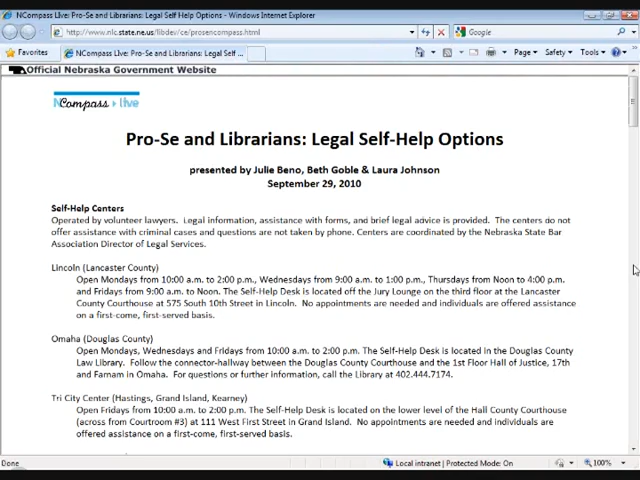 NCompass Live: Pro-Se and Librarians: Legal Self Help Options - Windows Internet Explorer
http://www.nlc.state.ne.us/libdev/ce/prosencompass.html
Google
Favorites
NCompass Live: Pro-Se and Librarians: Legal Self ...
Page
Safety
Tools
Official Nebraska Government Website
NCompass live
Pro-Se and Librarians: Legal Self-Help Options
presented by Julie Beno, Beth Goble & Laura Johnson
September 29, 2010
Self-Help Centers
Operated by volunteer lawyers. Legal information, assistance with forms, and brief legal advice is provided. The centers do not
offer assistance with criminal cases and questions are not taken by phone. Centers are coordinated by the Nebraska State Bar
Association Director of Legal Services.
Lincoln (Lancaster County)
Open Mondays from 10:00 a.m. to 2:00 p.m., Wednesdays from 9:00 a.m. to 1:00 p.m., Thursdays from Noon to 4:00 p.m.
and Fridays from 9:00 a.m. to Noon. The Self-Help Desk is located off the Jury Lounge on the third floor at the Lancaster
County Courthouse at 575 South 10th Street in Lincoln. No appointments are needed and individuals are offered assistance
on a first-come, first-served basis.
Omaha (Douglas County)
Open Mondays, Wednesdays and Fridays from 10:00 a.m. to 2:00 p.m. The Self-Help Desk is located in the Douglas County
Law Library. Follow the connector-hallway between the Douglas County Courthouse and the 1st Floor Hall of Justice, 17th
and Farnam in Omaha. For questions or further information, call the Library at 402.444.7174.
Tri City Center (Hastings, Grand Island, Kearney)
Open Fridays from 10:00 a.m. to 2:00 p.m. The Self-Help Desk is located on the lower level of the Hall County Courthouse
(across from Courtroom #3) at 111 West First Street in Grand Island. No appointments are needed and individuals are
offered assistance on a first-come, first-served basis.
Done
Local intranet | Protected Mode: On
100%